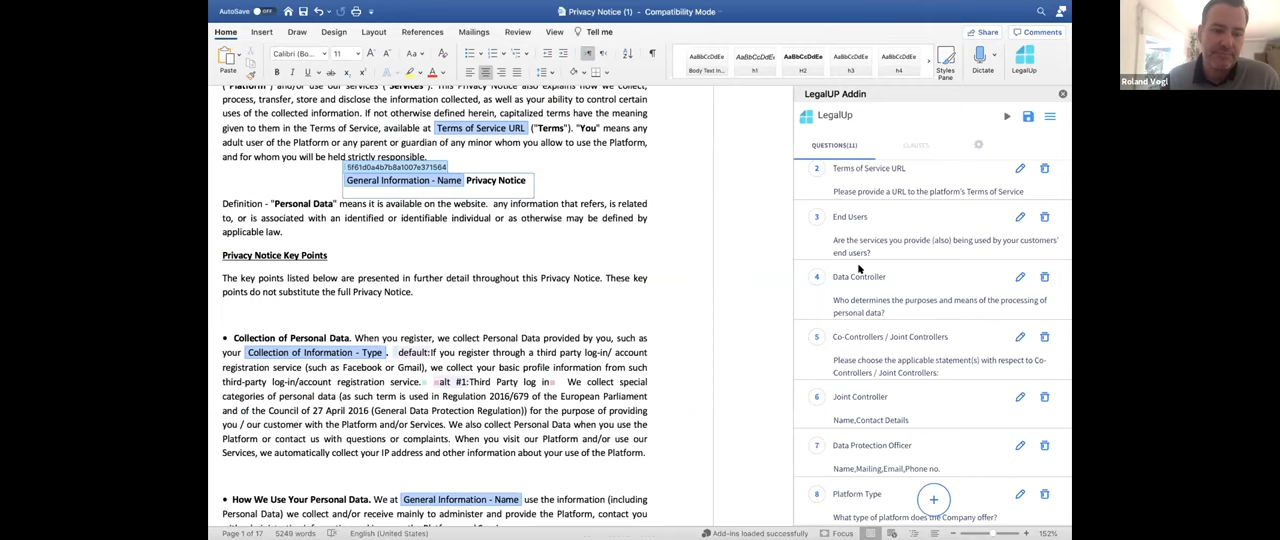 AutoSave OFF
Privacy Notice (1) - Compatibility Mode
Home Insert Draw Design Layout References Mailings Review View Tell me Share Comments
Paste Calibri (Bo... 11 Aa
AaBbCcDdEe AaBbCcDdEe AaBbCcDdEe AaBbCcDdEe AaBbCcDdEe
Body Text In... h1 H2 h3 h4
Styles Pane Dictate LegalUp
("Platform") and/or use our services ("Services"). This Privacy Notice also explains how we collect,
process, transfer, store and disclose the information collected, as well as your ability to control certain
uses of the collected information. If not otherwise defined herein, capitalized terms have the meaning
given to them in the Terms of Service, available at Terms of Service URL ("Terms"). "You" means any
adult user of the Platform or any parent or guardian of any minor whom you allow to use the Platform,
and for whom you will be held strictly responsible.
5f61d0a4b7b8a1007e371564
General Information - Name Privacy Notice
Definition - "Personal Data" means it is available on the website. any information that refers, is related
to, or is associated with an identified or identifiable individual or as otherwise may be defined by
applicable law.
Privacy Notice Key Points
The key points listed below are presented in further detail throughout this Privacy Notice. These key
points do not substitute the full Privacy Notice.
• Collection of Personal Data. When you register, we collect Personal Data provided by you, such as
your Collection of Information - Type. default:If you register through a third party log-in/ account
registration service (such as Facebook or Gmail), we collect your basic profile information from such
third-party log-in/account registration service. alt #1:Third Party log in We collect special
categories of personal data (as such term is used in Regulation 2016/679 of the European Parliament
and of the Council of 27 April 2016 (General Data Protection Regulation)) for the purpose of providing
you / our customer with the Platform and/or Services. We also collect Personal Data when you use the
Platform or contact us with questions or complaints. When you visit our Platform and/or use our
Services, we automatically collect your IP address and other information about your use of the Platform.
• How We Use Your Personal Data. We at General Information - Name use the information (including
Personal Data) we collect and/or receive mainly to administer and provide the Platform, contact you
LegalUP Addin
LegalUp
QUESTIONS(11) CLAUSES
2 Terms of Service URL
Please provide a URL to the platform's Terms of Service
3 End Users
Are the services you provide (also) being used by your customers'
end users?
4 Data Controller
Who determines the purposes and means of the processing of
personal data?
5 Co-Controllers / Joint Controllers
Please choose the applicable statement(s) with respect to Co-
Controllers / Joint Controllers:
6 Joint Controller
Name,Contact Details
7 Data Protection Officer
Name,Mailing,Email,Phone no.
8 Platform Type
What type of platform does the Company offer?
Page 1 of 17 5249 words English (United States) Add-ins loaded successfully Focus 152%
Roland Vogl